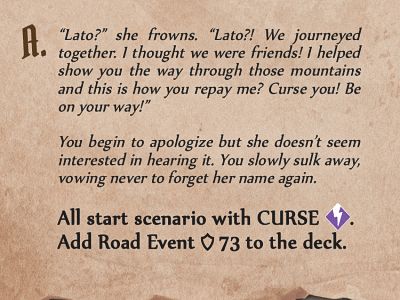 A. “Lato?” she frowns. “Lato?! We journeyed
together. I thought we were friends! I helped
show you the way through those mountains
and this is how you repay me? Curse you! Be
on your way!”
You begin to apologize but she doesn’t seem
interested in hearing it. You slowly sulk away,
vowing never to forget her name again.
All start scenario with CURSE.
Add Road Event 73 to the deck.